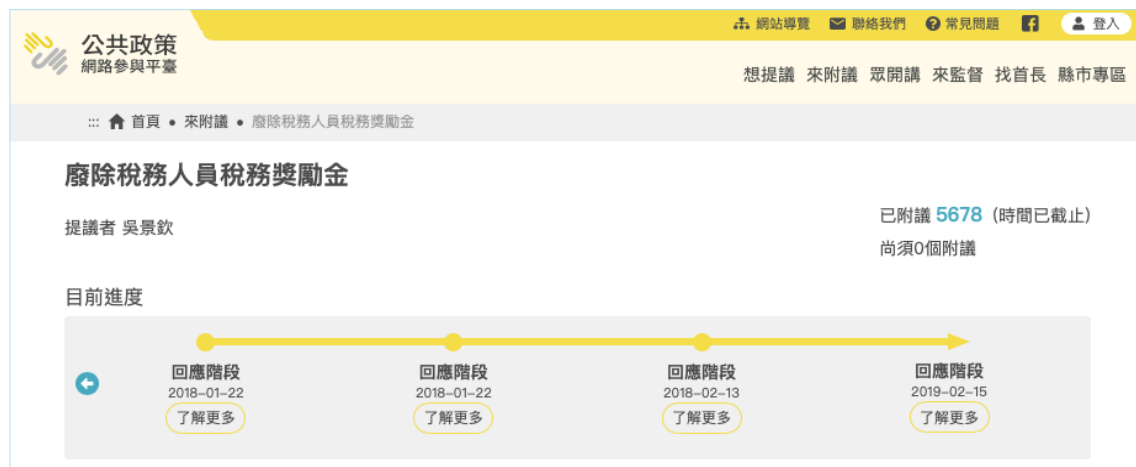 網站導覽 聯絡我們 常見問題 登入
公共政策
網路參與平臺
想提議 來附議 眾開講 來監督 找首長 縣市專區
::: 首頁 • 來附議 • 廢除稅務人員稅務獎勵金
廢除稅務人員稅務獎勵金
提議者 吳景欽
已附議 5678（時間已截止）
尚須0個附議
目前進度
回應階段 回應階段 回應階段 回應階段
2018-01-22 2018-01-22 2018-02-13 2019-02-15
了解更多 了解更多 了解更多 了解更多